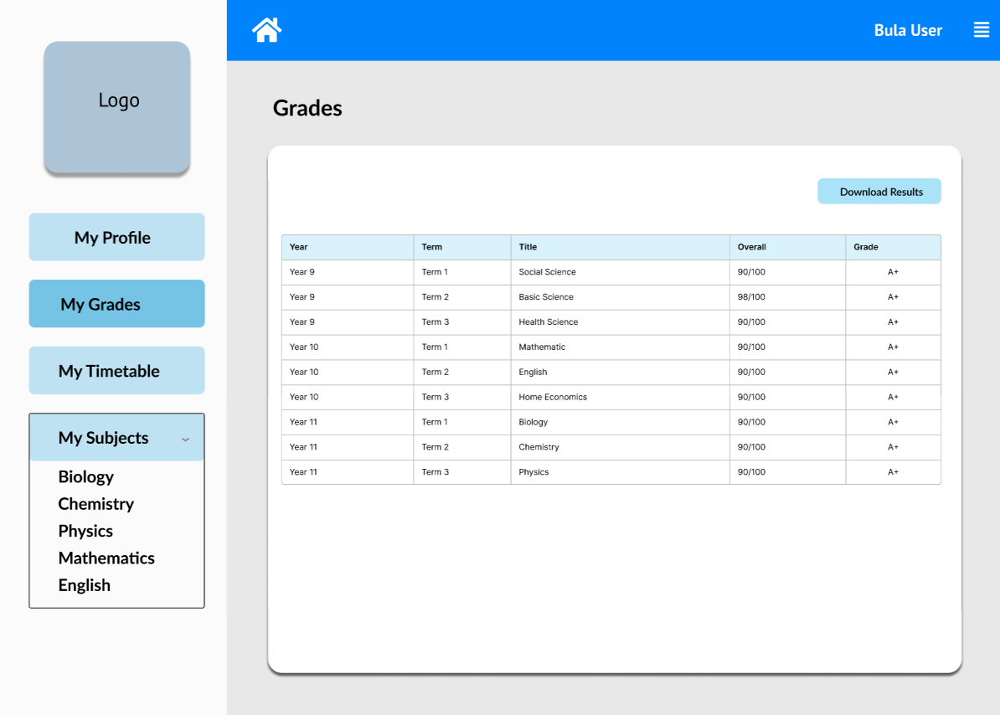 Logo
My Profile
My Grades
My Timetable
My Subjects
Biology
Chemistry
Physics
Mathematics
English
Bula User
Grades
Download Results
Year Term Title Overall Grade
Year 9 Term 1 Social Science 90/100 A+
Year 9 Term 2 Basic Science 98/100 A+
Year 9 Term 3 Health Science 90/100 A+
Year 10 Term 1 Mathematic 90/100 A+
Year 10 Term 2 English 90/100 A+
Year 10 Term 3 Home Economics 90/100 A+
Year 11 Term 1 Biology 90/100 A+
Year 11 Term 2 Chemistry 90/100 A+
Year 11 Term 3 Physics 90/100 A+